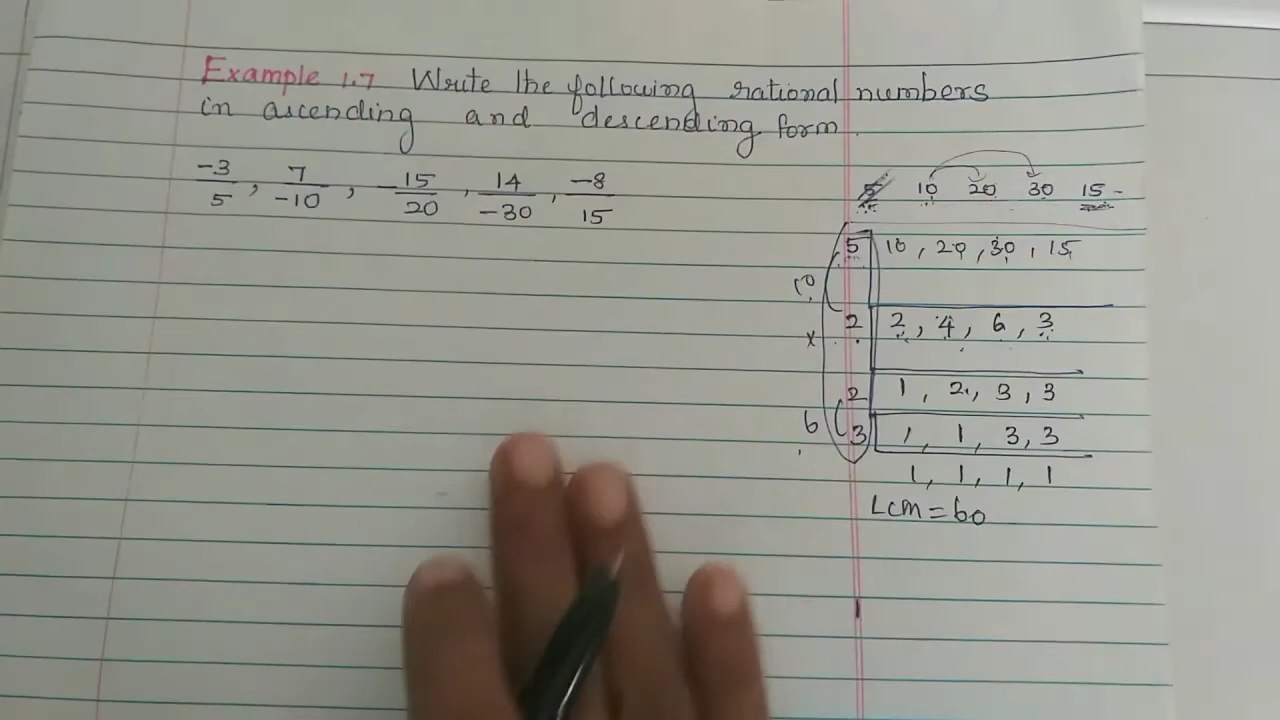 Example 1.7 Write the following rational numbers
in ascending and descending form.
-3/5, 7/-10, -15/20, 14/-30, -8/15
5 10 20 30 15 -
5 10, 20, 30, 15
10
2 2, 4, 6, 3
x
2 1, 2, 3, 3
6 3 1, 1, 3, 3
1, 1, 1, 1
LCM = 60